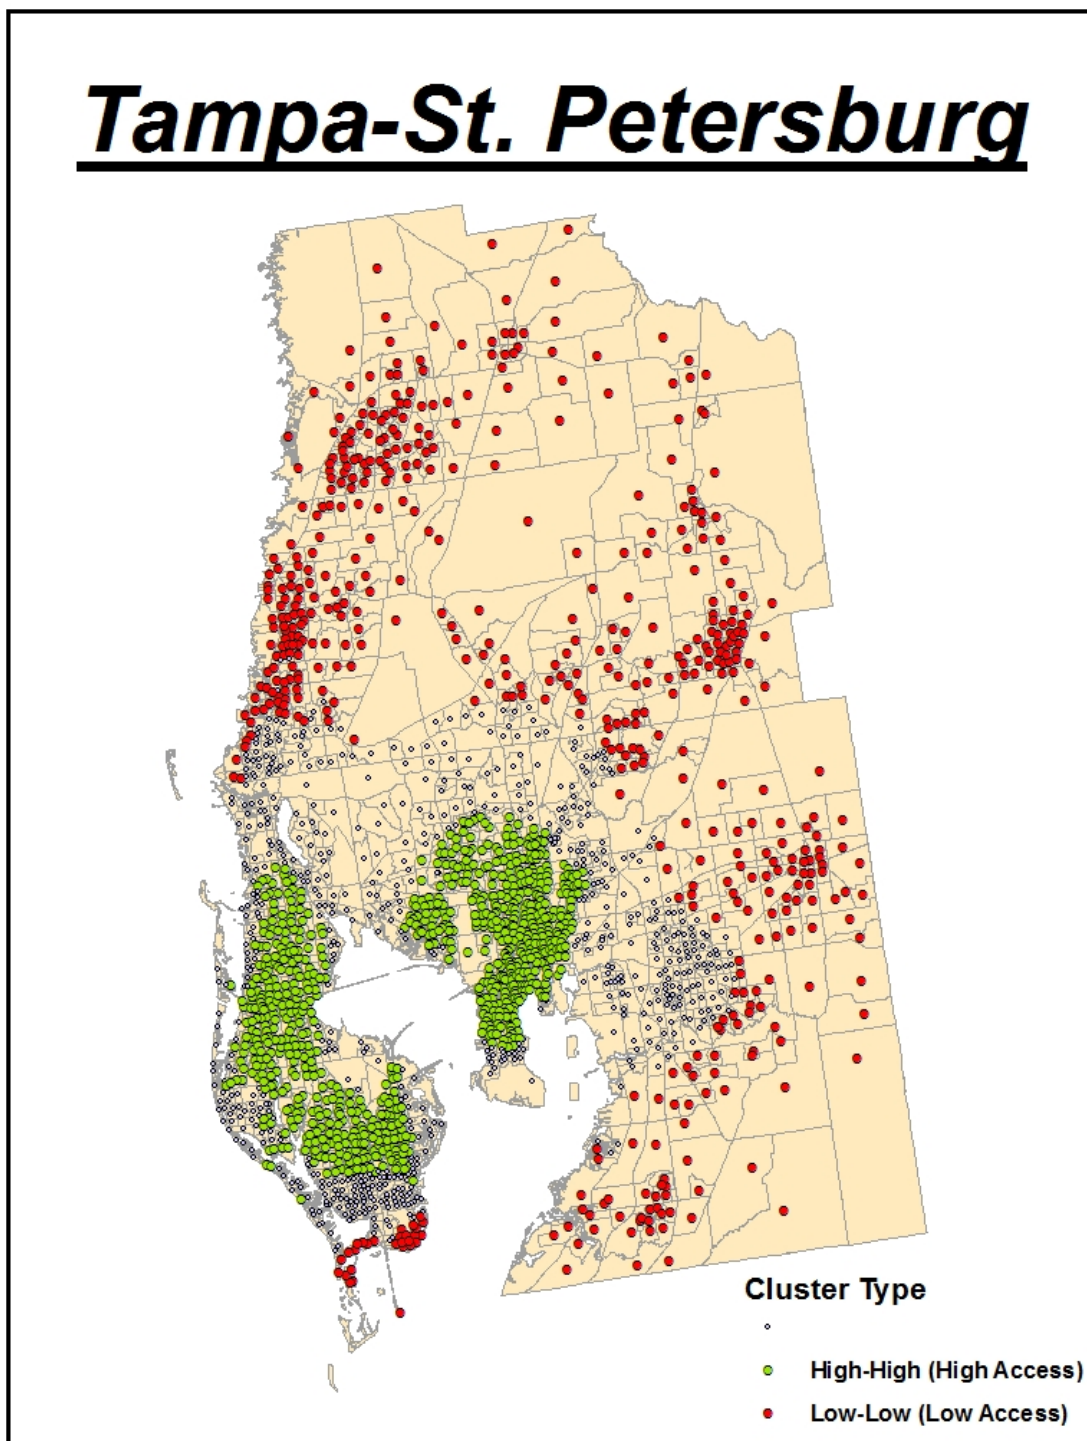 Tampa-St. Petersburg
Cluster Type
High-High (High Access)
Low-Low (Low Access)